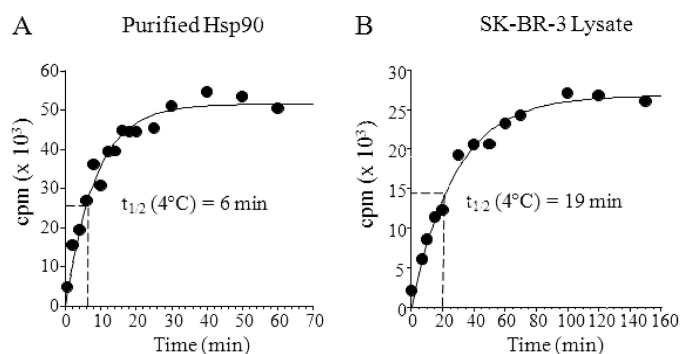 A
Purified Hsp90
60
50
40
30
20
10
0
cpm (x 10³)
t₁/₂ (4°C) = 6 min
0 10 20 30 40 50 60 70
Time (min)
B
SK-BR-3 Lysate
30
25
20
15
10
5
0
cpm (x 10³)
t₁/₂ (4°C) = 19 min
0 20 40 60 80 100 120 140 160
Time (min)